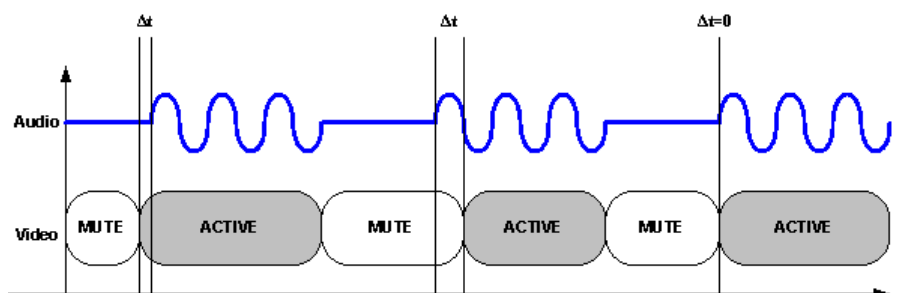 Δt Δt Δt=0
Audio
Video MUTE ACTIVE MUTE ACTIVE MUTE ACTIVE